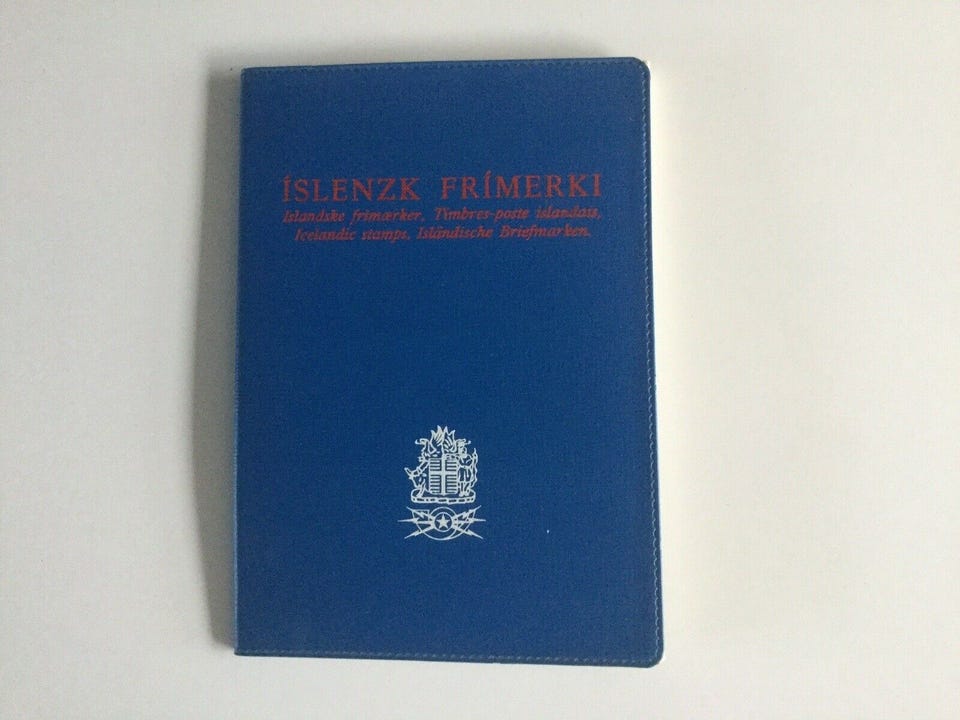 ÍSLENZK FRÍMERKI
Islandske frimærker, Timbres-poste islandais,
Icelandic stamps, Isländische Briefmarken.